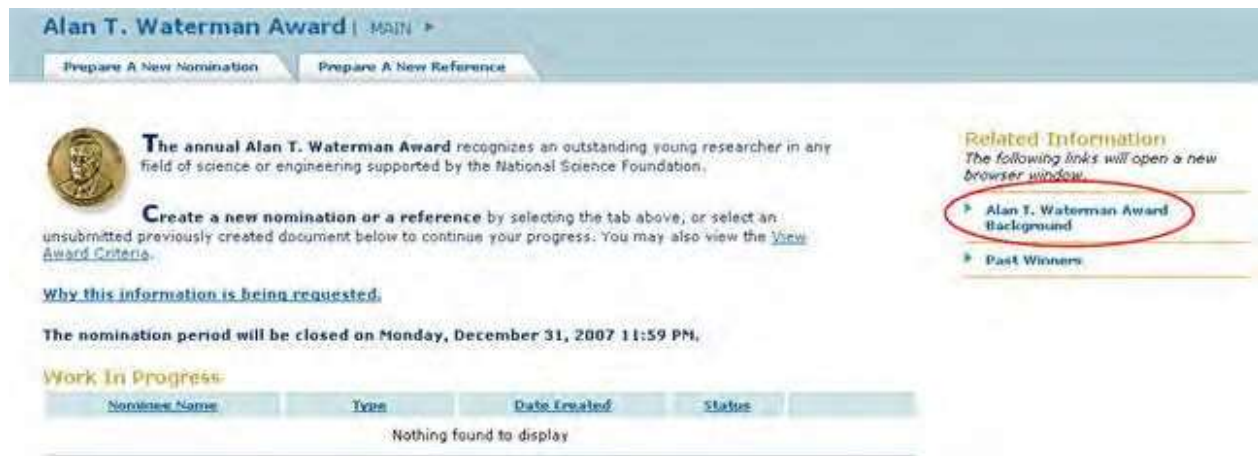 Alan T. Waterman Award | MAIN
Prepare A New Nomination
Prepare A New Reference
The annual Alan T. Waterman Award recognizes an outstanding young researcher in any
field of science or engineering supported by the National Science Foundation.
Create a new nomination or a reference by selecting the tab above, or select an
unsubmitted previously created document below to continue your progress. You may also view the View
Award Criteria.
Why this information is being requested.
The nomination period will be closed on Monday, December 31, 2007 11:59 PM.
Work In Progress
Nominee Name Type Date Created Status
Nothing found to display
Related Information
The following links will open a new
browser window.
Alan T. Waterman Award
Background
Past Winners